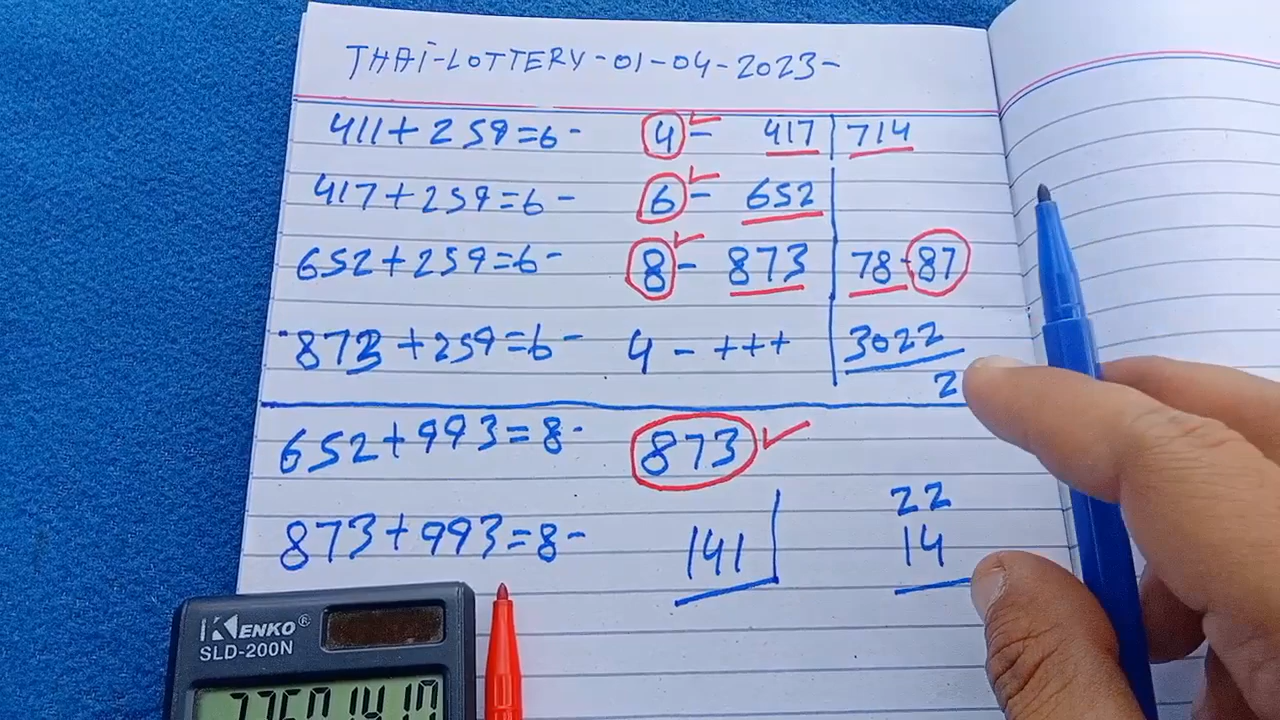 THAI-LOTTERY-01-04-2023-
411+259=6- 4- 417 | 714
417+259=6- 6- 652
652+259=6- 8- 873 | 78-87
873+259=6- 4-+++ 3022
2
652+993=8- 873
873+993=8- 141 22
14
KENKO®
SLD-200N